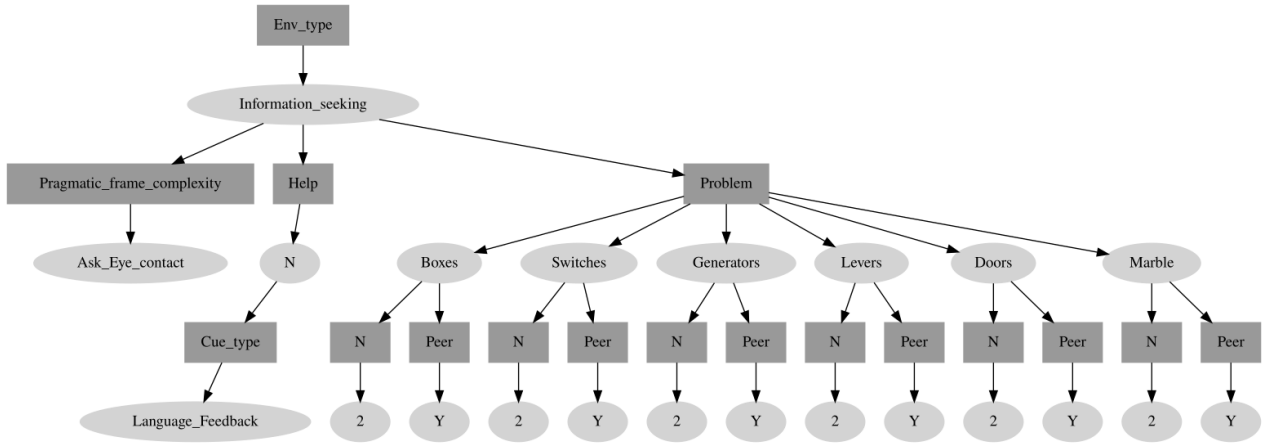 Env_type
Information_seeking
Pragmatic_frame_complexity Help Problem
Ask_Eye_contact N Boxes Switches Generators Levers Doors Marble
Cue_type N Peer N Peer N Peer N Peer N Peer N Peer
Language_Feedback 2 Y 2 Y 2 Y 2 Y 2 Y 2 Y